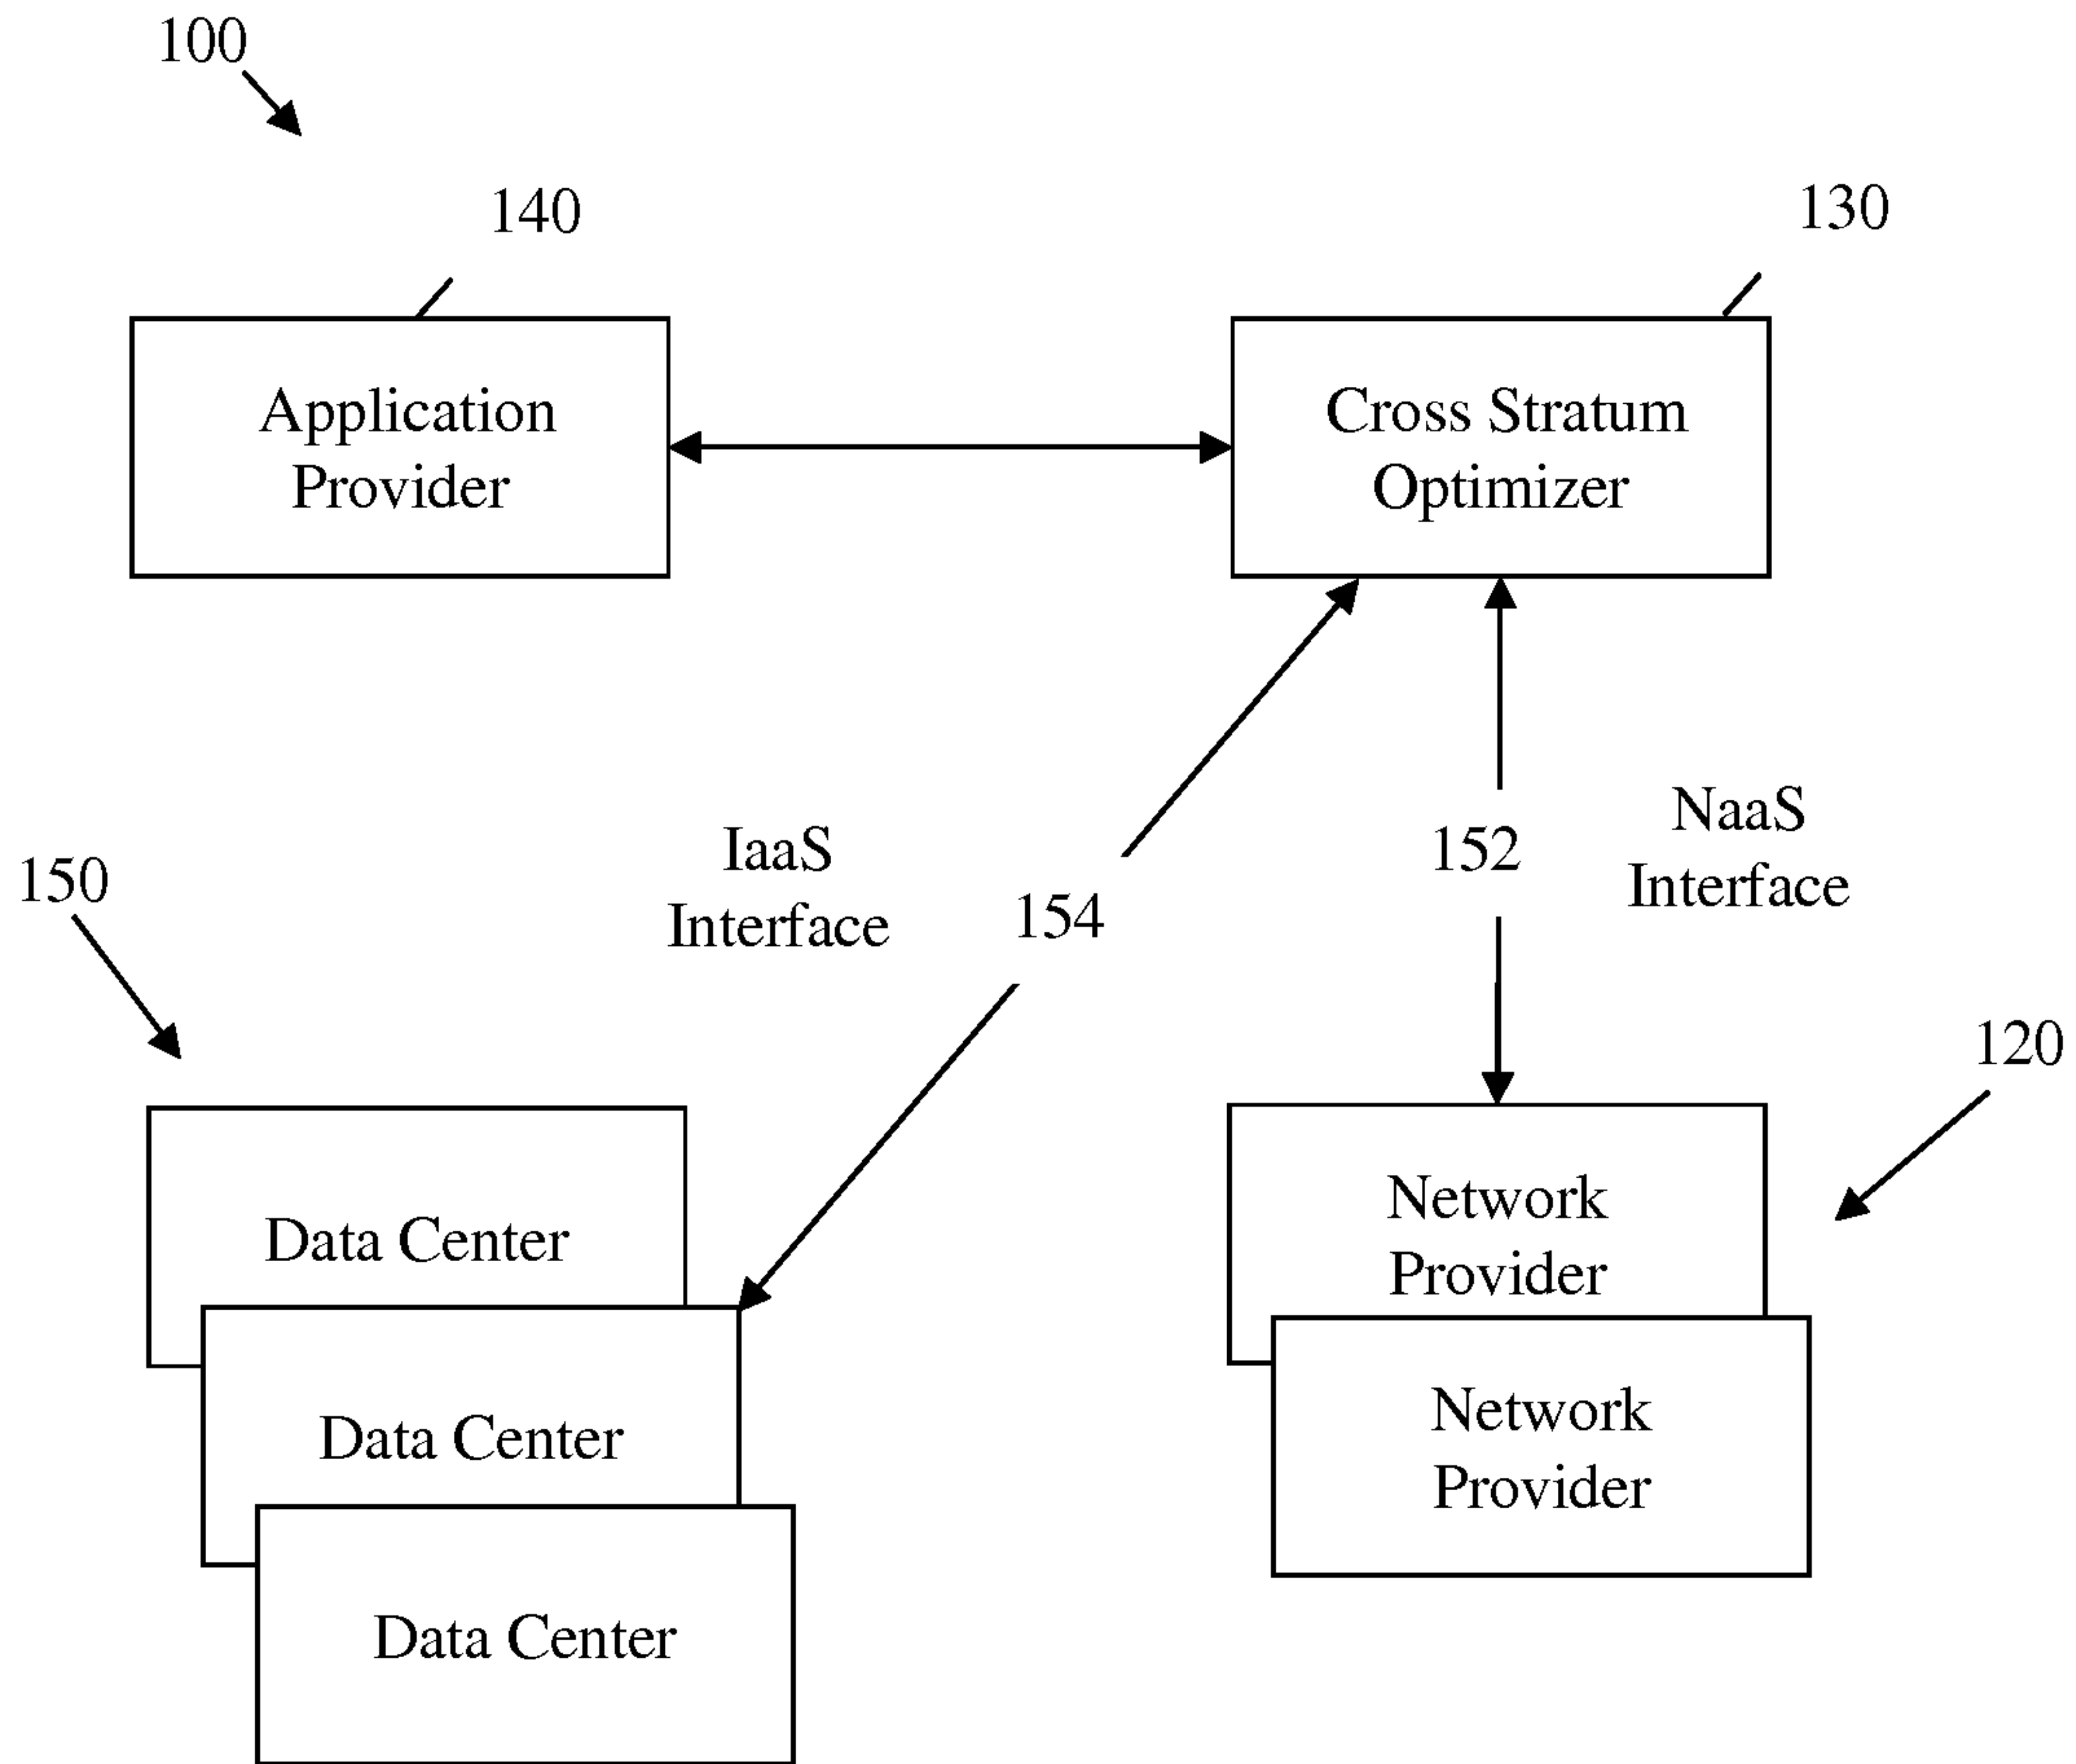 100
140
130
Application
Provider
Cross Stratum
Optimizer
IaaS
Interface
154
152
NaaS
Interface
150
120
Data Center
Data Center
Data Center
Network
Provider
Network
Provider